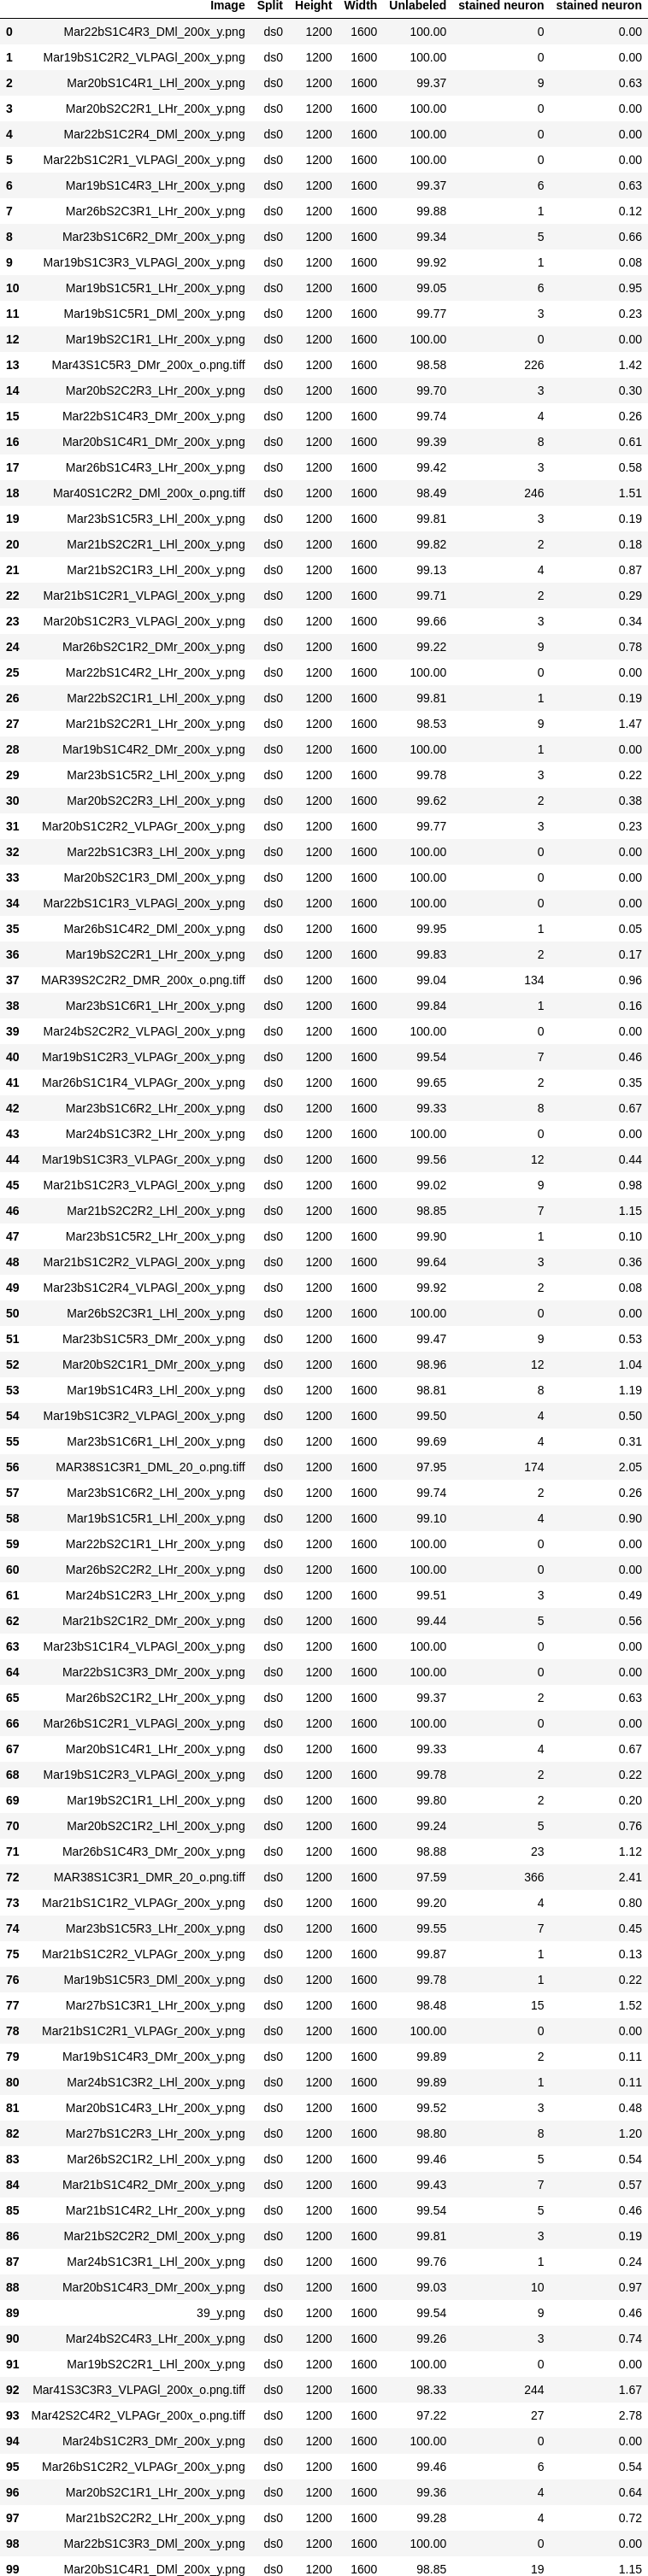 Image Split Height Width Unlabeled stained neuron stained neuron
0 Mar22bS1C4R3_DMl_200x_y.png ds0 1200 1600 100.00 0 0.00
1 Mar19bS1C2R2_VLPAGl_200x_y.png ds0 1200 1600 100.00 0 0.00
2 Mar20bS1C4R1_LHl_200x_y.png ds0 1200 1600 99.37 9 0.63
3 Mar20bS2C2R1_LHr_200x_y.png ds0 1200 1600 100.00 0 0.00
4 Mar22bS1C2R4_DMl_200x_y.png ds0 1200 1600 100.00 0 0.00
5 Mar22bS1C2R1_VLPAGl_200x_y.png ds0 1200 1600 100.00 0 0.00
6 Mar19bS1C4R3_LHr_200x_y.png ds0 1200 1600 99.37 6 0.63
7 Mar26bS2C3R1_LHr_200x_y.png ds0 1200 1600 99.88 1 0.12
8 Mar23bS1C6R2_DMr_200x_y.png ds0 1200 1600 99.34 5 0.66
9 Mar19bS1C3R3_VLPAGl_200x_y.png ds0 1200 1600 99.92 1 0.08
10 Mar19bS1C5R1_LHr_200x_y.png ds0 1200 1600 99.05 6 0.95
11 Mar19bS1C5R1_DMl_200x_y.png ds0 1200 1600 99.77 3 0.23
12 Mar19bS2C1R1_LHr_200x_y.png ds0 1200 1600 100.00 0 0.00
13 Mar43S1C5R3_DMr_200x_o.png.tiff ds0 1200 1600 98.58 226 1.42
14 Mar20bS2C2R3_LHr_200x_y.png ds0 1200 1600 99.70 3 0.30
15 Mar22bS1C4R3_DMr_200x_y.png ds0 1200 1600 99.74 4 0.26
16 Mar20bS1C4R1_DMr_200x_y.png ds0 1200 1600 99.39 8 0.61
17 Mar26bS1C4R3_LHr_200x_y.png ds0 1200 1600 99.42 3 0.58
18 Mar40S1C2R2_DMl_200x_o.png.tiff ds0 1200 1600 98.49 246 1.51
19 Mar23bS1C5R3_LHl_200x_y.png ds0 1200 1600 99.81 3 0.19
20 Mar21bS2C2R1_LHl_200x_y.png ds0 1200 1600 99.82 2 0.18
21 Mar21bS2C1R3_LHl_200x_y.png ds0 1200 1600 99.13 4 0.87
22 Mar21bS1C2R1_VLPAGl_200x_y.png ds0 1200 1600 99.71 2 0.29
23 Mar20bS1C2R3_VLPAGl_200x_y.png ds0 1200 1600 99.66 3 0.34
24 Mar26bS2C1R2_DMr_200x_y.png ds0 1200 1600 99.22 9 0.78
25 Mar22bS1C4R2_LHr_200x_y.png ds0 1200 1600 100.00 0 0.00
26 Mar22bS2C1R1_LHl_200x_y.png ds0 1200 1600 99.81 1 0.19
27 Mar21bS2C2R1_LHr_200x_y.png ds0 1200 1600 98.53 9 1.47
28 Mar19bS1C4R2_DMr_200x_y.png ds0 1200 1600 100.00 1 0.00
29 Mar23bS1C5R2_LHl_200x_y.png ds0 1200 1600 99.78 3 0.22
30 Mar20bS2C2R3_LHl_200x_y.png ds0 1200 1600 99.62 2 0.38
31 Mar20bS1C2R2_VLPAGr_200x_y.png ds0 1200 1600 99.77 3 0.23
32 Mar22bS1C3R3_LHl_200x_y.png ds0 1200 1600 100.00 0 0.00
33 Mar20bS2C1R3_DMl_200x_y.png ds0 1200 1600 100.00 0 0.00
34 Mar22bS1C1R3_VLPAGl_200x_y.png ds0 1200 1600 100.00 0 0.00
35 Mar26bS1C4R2_DMl_200x_y.png ds0 1200 1600 99.95 1 0.05
36 Mar19bS2C2R1_LHr_200x_y.png ds0 1200 1600 99.83 2 0.17
37 MAR39S2C2R2_DMR_200x_o.png.tiff ds0 1200 1600 99.04 134 0.96
38 Mar23bS1C6R1_LHr_200x_y.png ds0 1200 1600 99.84 1 0.16
39 Mar24bS2C2R2_VLPAGl_200x_y.png ds0 1200 1600 100.00 0 0.00
40 Mar19bS1C2R3_VLPAGr_200x_y.png ds0 1200 1600 99.54 7 0.46
41 Mar26bS1C1R4_VLPAGr_200x_y.png ds0 1200 1600 99.65 2 0.35
42 Mar23bS1C6R2_LHr_200x_y.png ds0 1200 1600 99.33 8 0.67
43 Mar24bS1C3R2_LHr_200x_y.png ds0 1200 1600 100.00 0 0.00
44 Mar19bS1C3R3_VLPAGr_200x_y.png ds0 1200 1600 99.56 12 0.44
45 Mar21bS1C2R3_VLPAGl_200x_y.png ds0 1200 1600 99.02 9 0.98
46 Mar21bS2C2R2_LHl_200x_y.png ds0 1200 1600 98.85 7 1.15
47 Mar23bS1C5R2_LHr_200x_y.png ds0 1200 1600 99.90 1 0.10
48 Mar21bS1C2R2_VLPAGl_200x_y.png ds0 1200 1600 99.64 3 0.36
49 Mar23bS1C2R4_VLPAGl_200x_y.png ds0 1200 1600 99.92 2 0.08
50 Mar26bS2C3R1_LHl_200x_y.png ds0 1200 1600 100.00 0 0.00
51 Mar23bS1C5R3_DMr_200x_y.png ds0 1200 1600 99.47 9 0.53
52 Mar20bS2C1R1_DMr_200x_y.png ds0 1200 1600 98.96 12 1.04
53 Mar19bS1C4R3_LHl_200x_y.png ds0 1200 1600 98.81 8 1.19
54 Mar19bS1C3R2_VLPAGl_200x_y.png ds0 1200 1600 99.50 4 0.50
55 Mar23bS1C6R1_LHl_200x_y.png ds0 1200 1600 99.69 4 0.31
56 MAR38S1C3R1_DML_20_o.png.tiff ds0 1200 1600 97.95 174 2.05
57 Mar23bS1C6R2_LHl_200x_y.png ds0 1200 1600 99.74 2 0.26
58 Mar19bS1C5R1_LHl_200x_y.png ds0 1200 1600 99.10 4 0.90
59 Mar22bS2C1R1_LHr_200x_y.png ds0 1200 1600 100.00 0 0.00
60 Mar26bS2C2R2_LHr_200x_y.png ds0 1200 1600 100.00 0 0.00
61 Mar24bS1C2R3_LHr_200x_y.png ds0 1200 1600 99.51 3 0.49
62 Mar21bS2C1R2_DMr_200x_y.png ds0 1200 1600 99.44 5 0.56
63 Mar23bS1C1R4_VLPAGl_200x_y.png ds0 1200 1600 100.00 0 0.00
64 Mar22bS1C3R3_DMr_200x_y.png ds0 1200 1600 100.00 0 0.00
65 Mar26bS2C1R2_LHr_200x_y.png ds0 1200 1600 99.37 2 0.63
66 Mar26bS1C2R1_VLPAGl_200x_y.png ds0 1200 1600 100.00 0 0.00
67 Mar20bS1C4R1_LHr_200x_y.png ds0 1200 1600 99.33 4 0.67
68 Mar19bS1C2R3_VLPAGl_200x_y.png ds0 1200 1600 99.78 2 0.22
69 Mar19bS2C1R1_LHl_200x_y.png ds0 1200 1600 99.80 2 0.20
70 Mar20bS2C1R2_LHl_200x_y.png ds0 1200 1600 99.24 5 0.76
71 Mar26bS1C4R3_DMr_200x_y.png ds0 1200 1600 98.88 23 1.12
72 MAR38S1C3R1_DMR_20_o.png.tiff ds0 1200 1600 97.59 366 2.41
73 Mar21bS1C1R2_VLPAGr_200x_y.png ds0 1200 1600 99.20 4 0.80
74 Mar23bS1C5R3_LHr_200x_y.png ds0 1200 1600 99.55 7 0.45
75 Mar21bS1C2R2_VLPAGr_200x_y.png ds0 1200 1600 99.87 1 0.13
76 Mar19bS1C5R3_DMl_200x_y.png ds0 1200 1600 99.78 1 0.22
77 Mar27bS1C3R1_LHr_200x_y.png ds0 1200 1600 98.48 15 1.52
78 Mar21bS1C2R1_VLPAGr_200x_y.png ds0 1200 1600 100.00 0 0.00
79 Mar19bS1C4R3_DMr_200x_y.png ds0 1200 1600 99.89 2 0.11
80 Mar24bS1C3R2_LHl_200x_y.png ds0 1200 1600 99.89 1 0.11
81 Mar20bS1C4R3_LHr_200x_y.png ds0 1200 1600 99.52 3 0.48
82 Mar27bS1C2R3_LHr_200x_y.png ds0 1200 1600 98.80 8 1.20
83 Mar26bS2C1R2_LHl_200x_y.png ds0 1200 1600 99.46 5 0.54
84 Mar21bS1C4R2_DMr_200x_y.png ds0 1200 1600 99.43 7 0.57
85 Mar21bS1C4R2_LHr_200x_y.png ds0 1200 1600 99.54 5 0.46
86 Mar21bS2C2R2_DMl_200x_y.png ds0 1200 1600 99.81 3 0.19
87 Mar24bS1C3R1_LHl_200x_y.png ds0 1200 1600 99.76 1 0.24
88 Mar20bS1C4R3_DMr_200x_y.png ds0 1200 1600 99.03 10 0.97
89 39_y.png ds0 1200 1600 99.54 9 0.46
90 Mar24bS2C4R3_LHr_200x_y.png ds0 1200 1600 99.26 3 0.74
91 Mar19bS2C2R1_LHl_200x_y.png ds0 1200 1600 100.00 0 0.00
92 Mar41S3C3R3_VLPAGl_200x_o.png.tiff ds0 1200 1600 98.33 244 1.67
93 Mar42S2C4R2_VLPAGr_200x_o.png.tiff ds0 1200 1600 97.22 27 2.78
94 Mar24bS1C2R3_DMr_200x_y.png ds0 1200 1600 100.00 0 0.00
95 Mar26bS1C2R2_VLPAGr_200x_y.png ds0 1200 1600 99.46 6 0.54
96 Mar20bS2C1R1_LHr_200x_y.png ds0 1200 1600 99.36 4 0.64
97 Mar21bS2C2R2_LHr_200x_y.png ds0 1200 1600 99.28 4 0.72
98 Mar22bS1C3R3_DMl_200x_y.png ds0 1200 1600 100.00 0 0.00
99 Mar20bS1C4R1_DMl_200x_y.png ds0 1200 1600 98.85 19 1.15